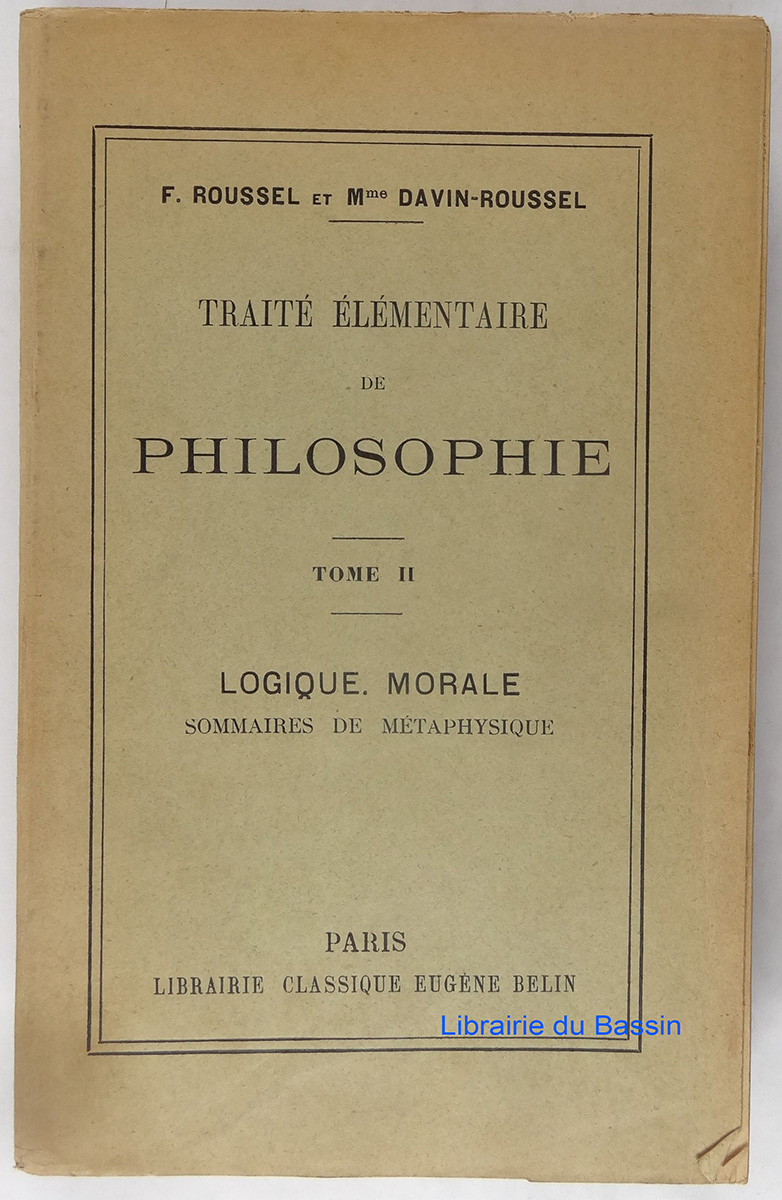 F. ROUSSEL ET Mme DAVIN-ROUSSEL
TRAITÉ ÉLÉMENTAIRE
DE
PHILOSOPHIE
TOME II
LOGIQUE. MORALE
SOMMAIRES DE MÉTAPHYSIQUE
PARIS
LIBRAIRIE CLASSIQUE EUGÈNE BELIN
Librairie du Bassin